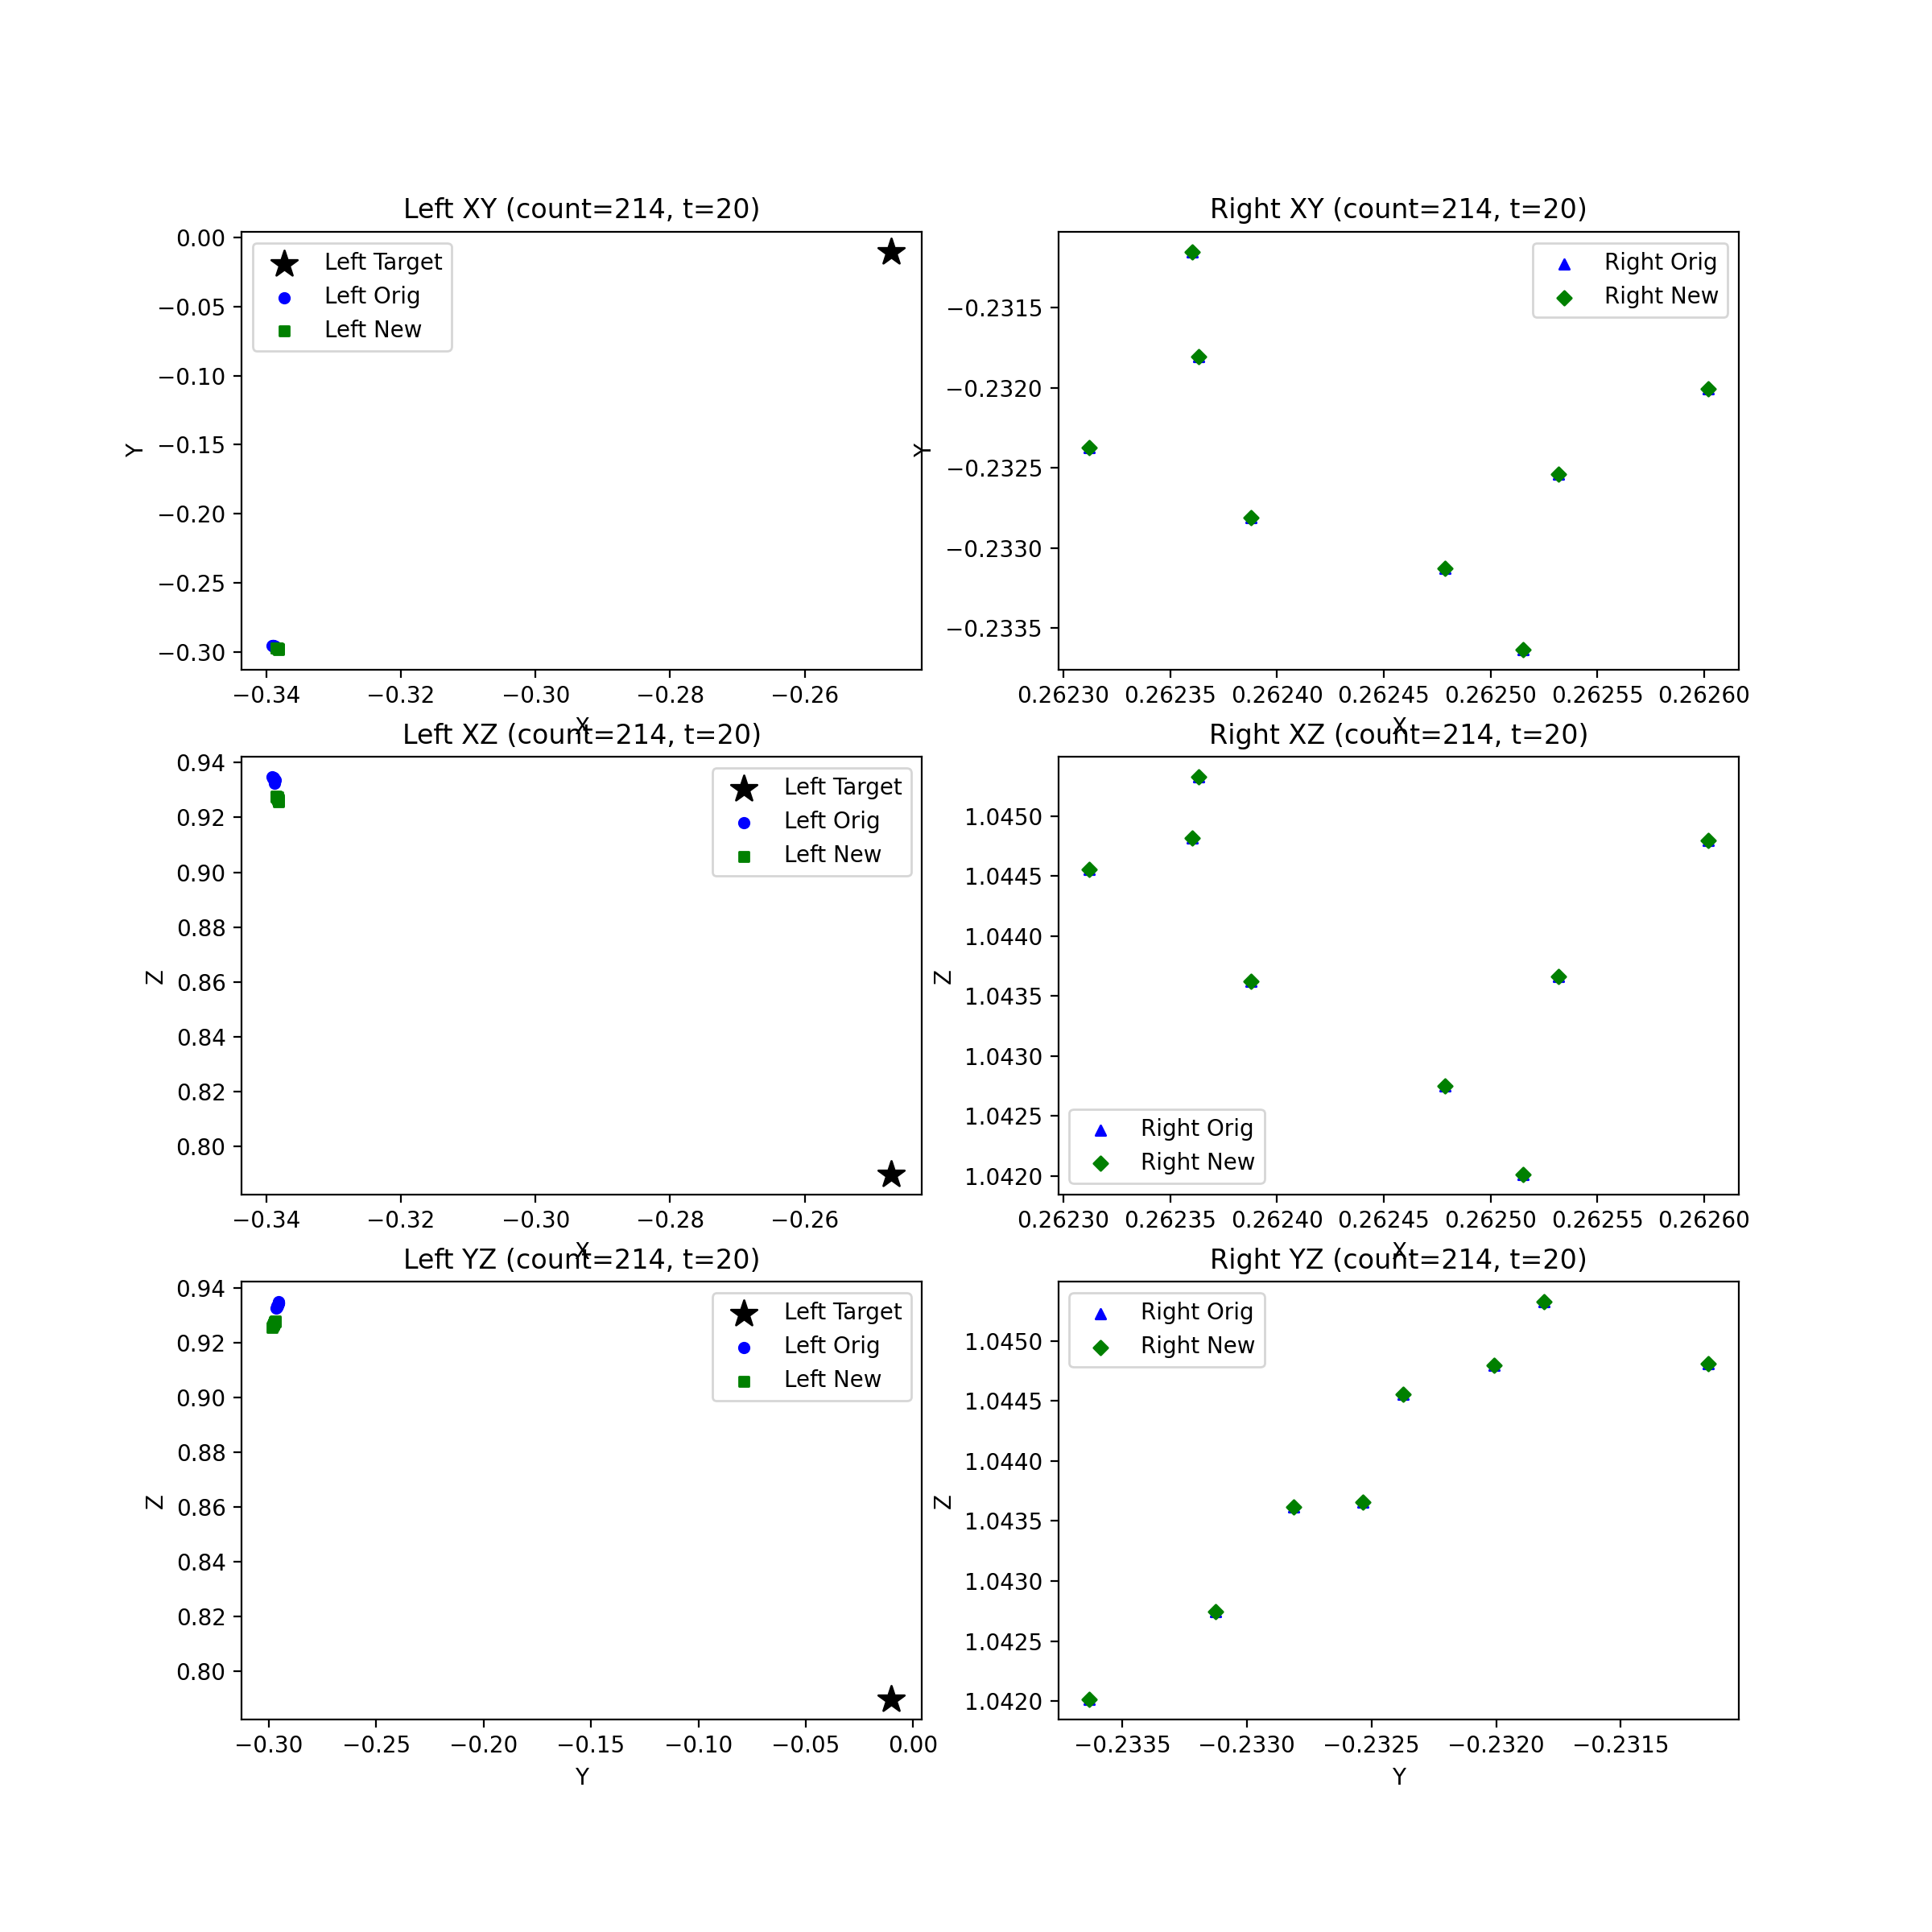 Left XY (count=214, t=20)
0.00
−0.05
−0.10
−0.15
−0.20
−0.25
−0.30
Y
Left Target
Left Orig
Left New
−0.34
−0.32
−0.30
−0.28
−0.26
X
Right XY (count=214, t=20)
−0.2315
−0.2320
−0.2325
−0.2330
−0.2335
Y
Right Orig
Right New
0.26230
0.26235
0.26240
0.26245
0.26250
0.26255
0.26260
X
Left XZ (count=214, t=20)
0.94
0.92
0.90
0.88
0.86
0.84
0.82
0.80
Z
Left Target
Left Orig
Left New
−0.34
−0.32
−0.30
−0.28
−0.26
X
Right XZ (count=214, t=20)
1.0450
1.0445
1.0440
1.0435
1.0430
1.0425
1.0420
Z
Right Orig
Right New
0.26230
0.26235
0.26240
0.26245
0.26250
0.26255
0.26260
X
Left YZ (count=214, t=20)
0.94
0.92
0.90
0.88
0.86
0.84
0.82
0.80
Z
Left Target
Left Orig
Left New
−0.30
−0.25
−0.20
−0.15
−0.10
−0.05
0.00
Y
Right YZ (count=214, t=20)
1.0450
1.0445
1.0440
1.0435
1.0430
1.0425
1.0420
Z
Right Orig
Right New
−0.2335
−0.2330
−0.2325
−0.2320
−0.2315
Y